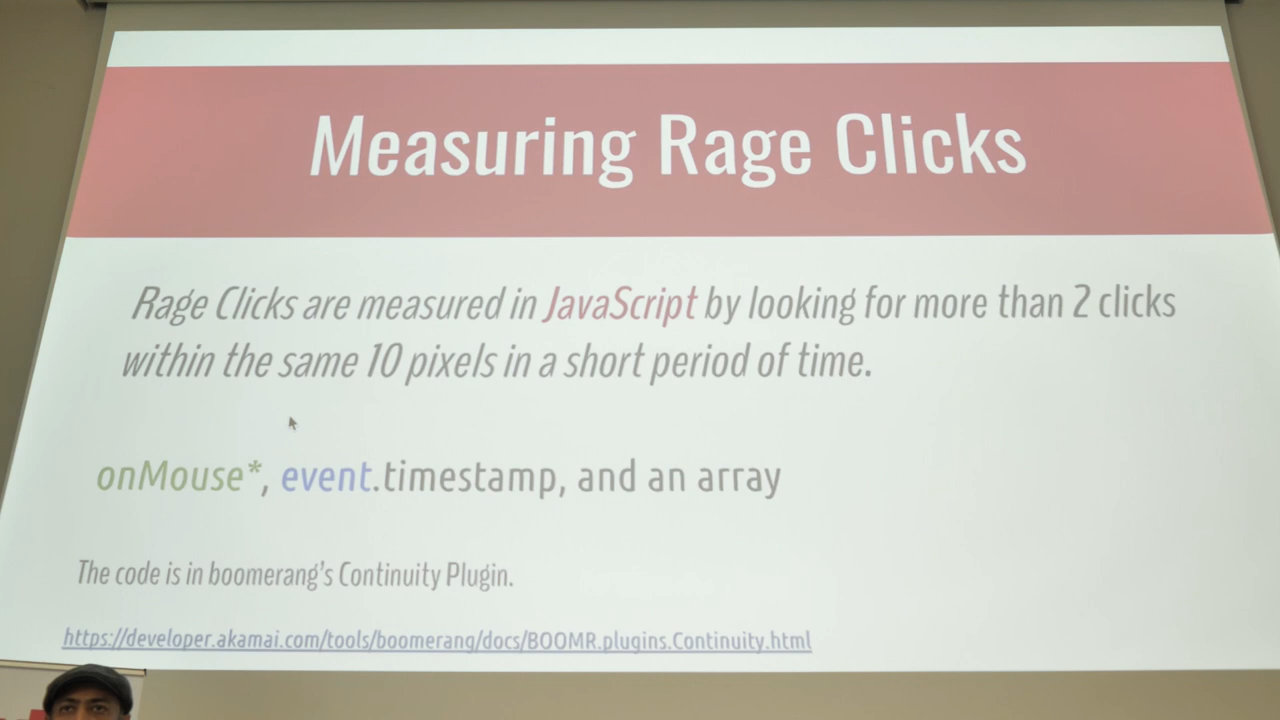 Measuring Rage Clicks
Rage Clicks are measured in JavaScript by looking for more than 2 clicks
within the same 10 pixels in a short period of time.
onMouse*, event.timestamp, and an array
The code is in boomerang's Continuity Plugin.
https://developer.akamai.com/tools/boomerang/docs/BOOMR.plugins.Continuity.html